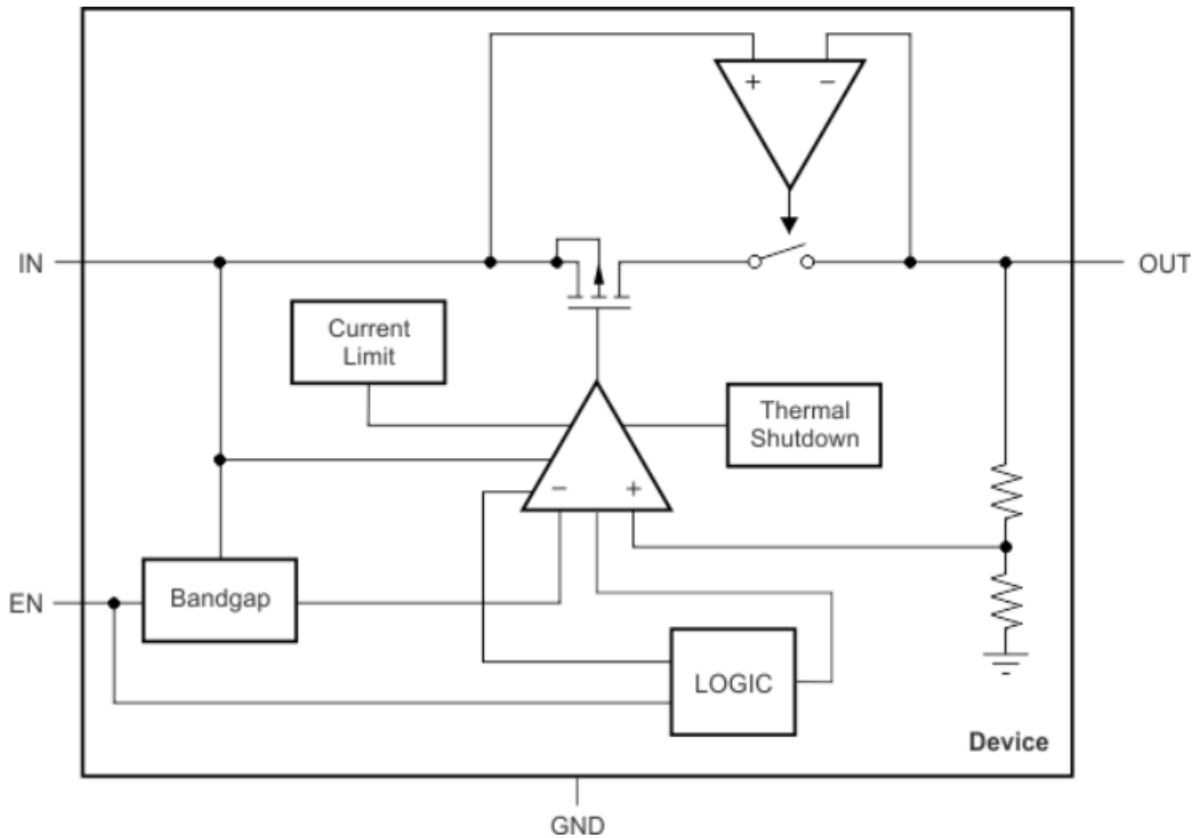 + −
IN
OUT
Current
Limit
Thermal
Shutdown
− +
EN
Bandgap
LOGIC
Device
GND